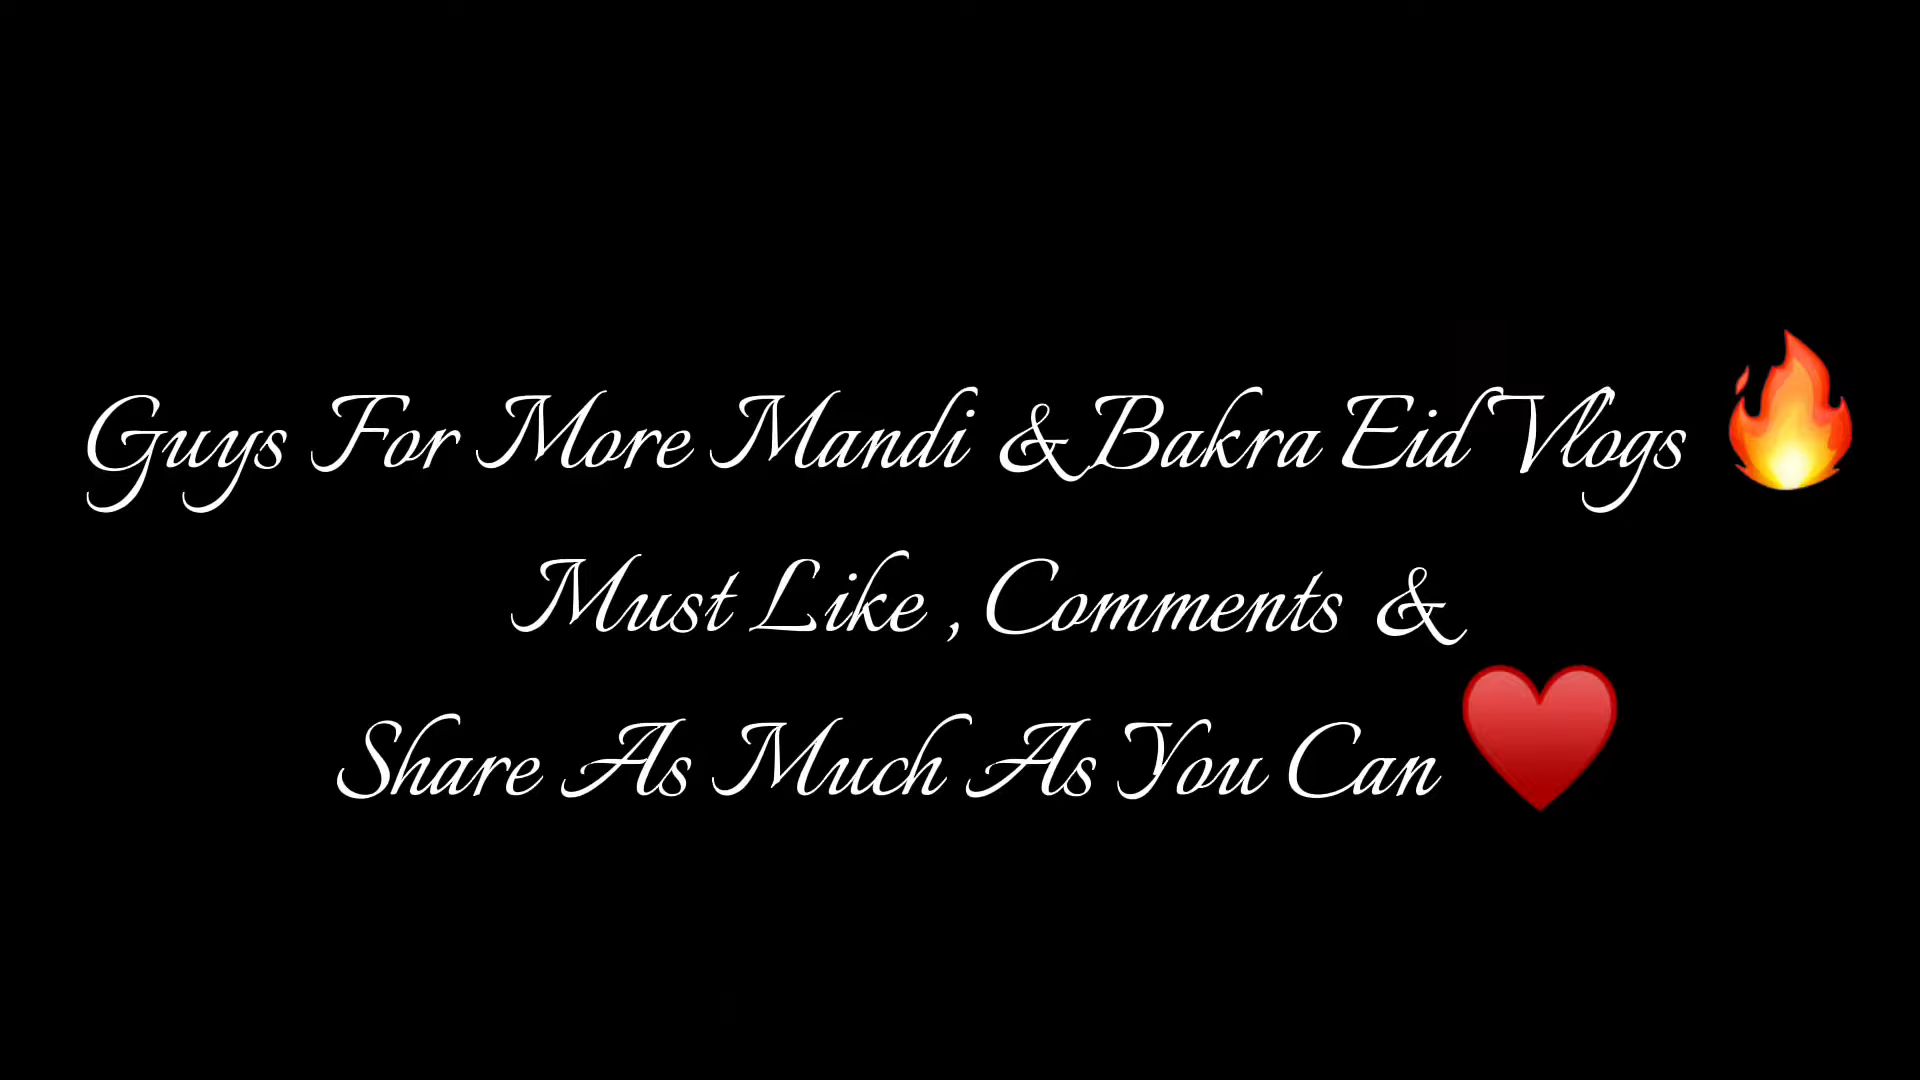 Guys For More Mandi & Bakra Eid Vlogs 🔥
Must Like , Comments &
Share As Much As You Can ♥️